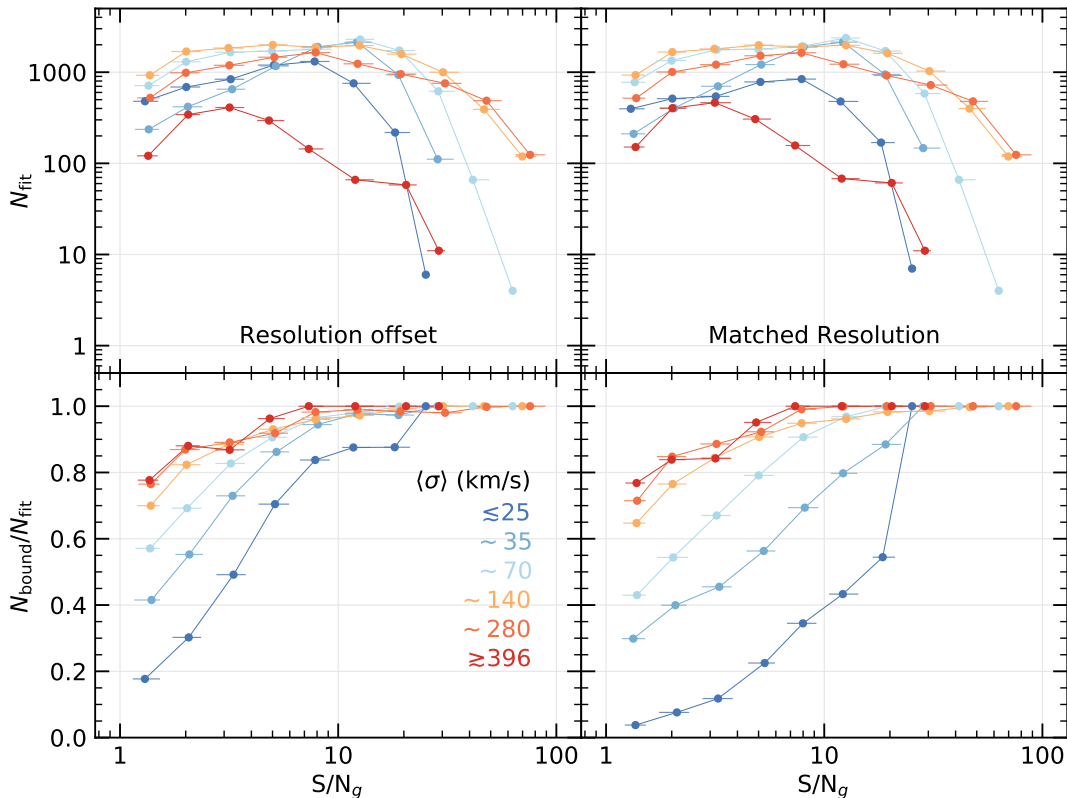 1000
100
10
1
N_fit
Resolution offset
Matched Resolution
1.0
0.8
0.6
0.4
0.2
0.0
N_bound/N_fit
⟨σ⟩ (km/s)
≲25
~ 35
~ 70
~ 140
~ 280
≳396
1 10 100
1 10 100
S/N_g
S/N_g